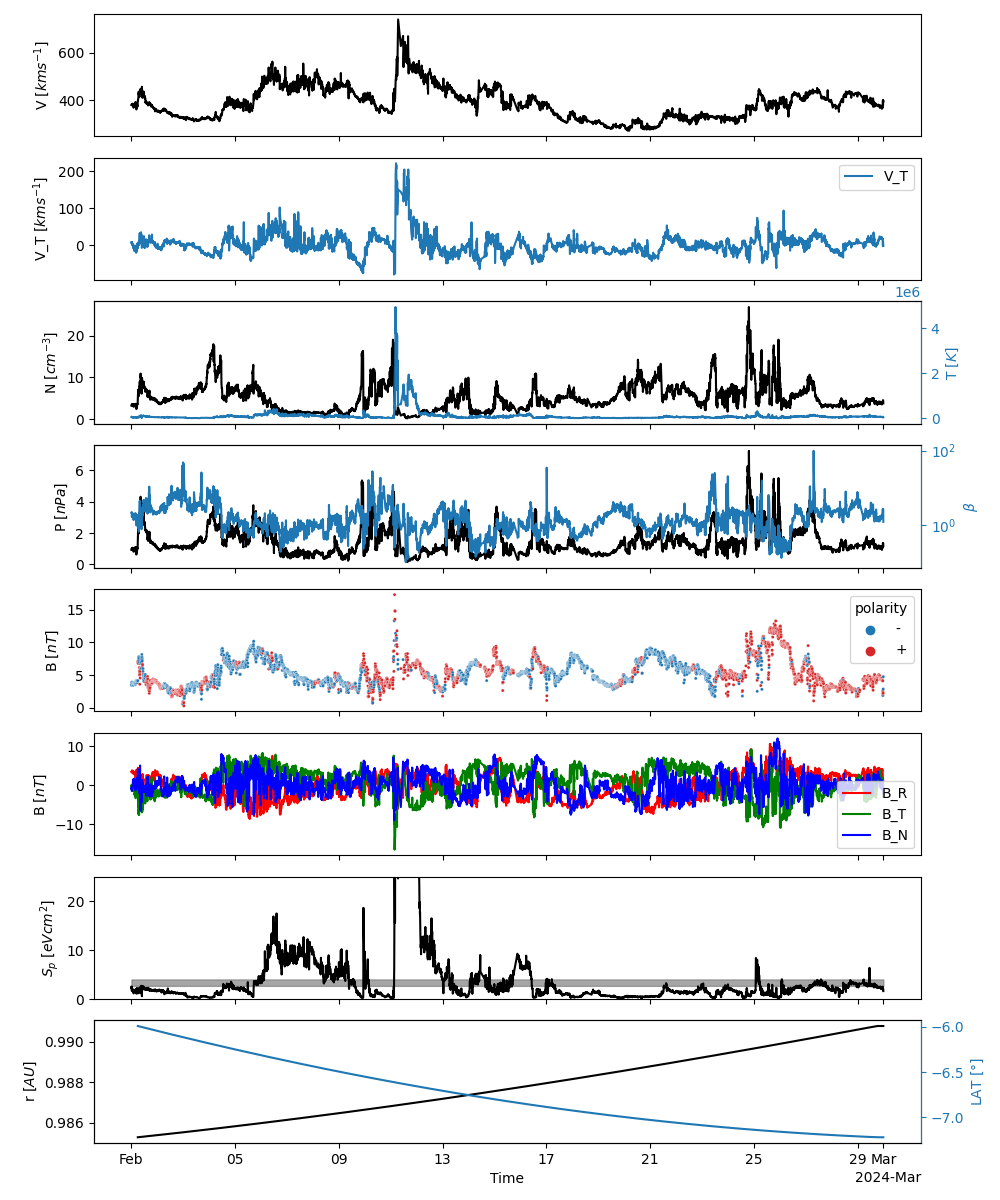 V [kms⁻¹]
600
400
V_T [kms⁻¹]
200
100
0
V_T
1e6
N [cm⁻³]
20
10
0
4
2
0
T [K]
P [nPa]
6
4
2
0
10²
10⁰
β
B [nT]
15
10
5
0
polarity
-
+
B [nT]
10
0
−10
B_R
B_T
B_N
Sₚ [eVcm²]
20
10
0
r [AU]
0.990
0.988
0.986
−6.0
−6.5
−7.0
LAT [°]
Feb 05 09 13 17 21 25 29 Mar
Time
2024-Mar